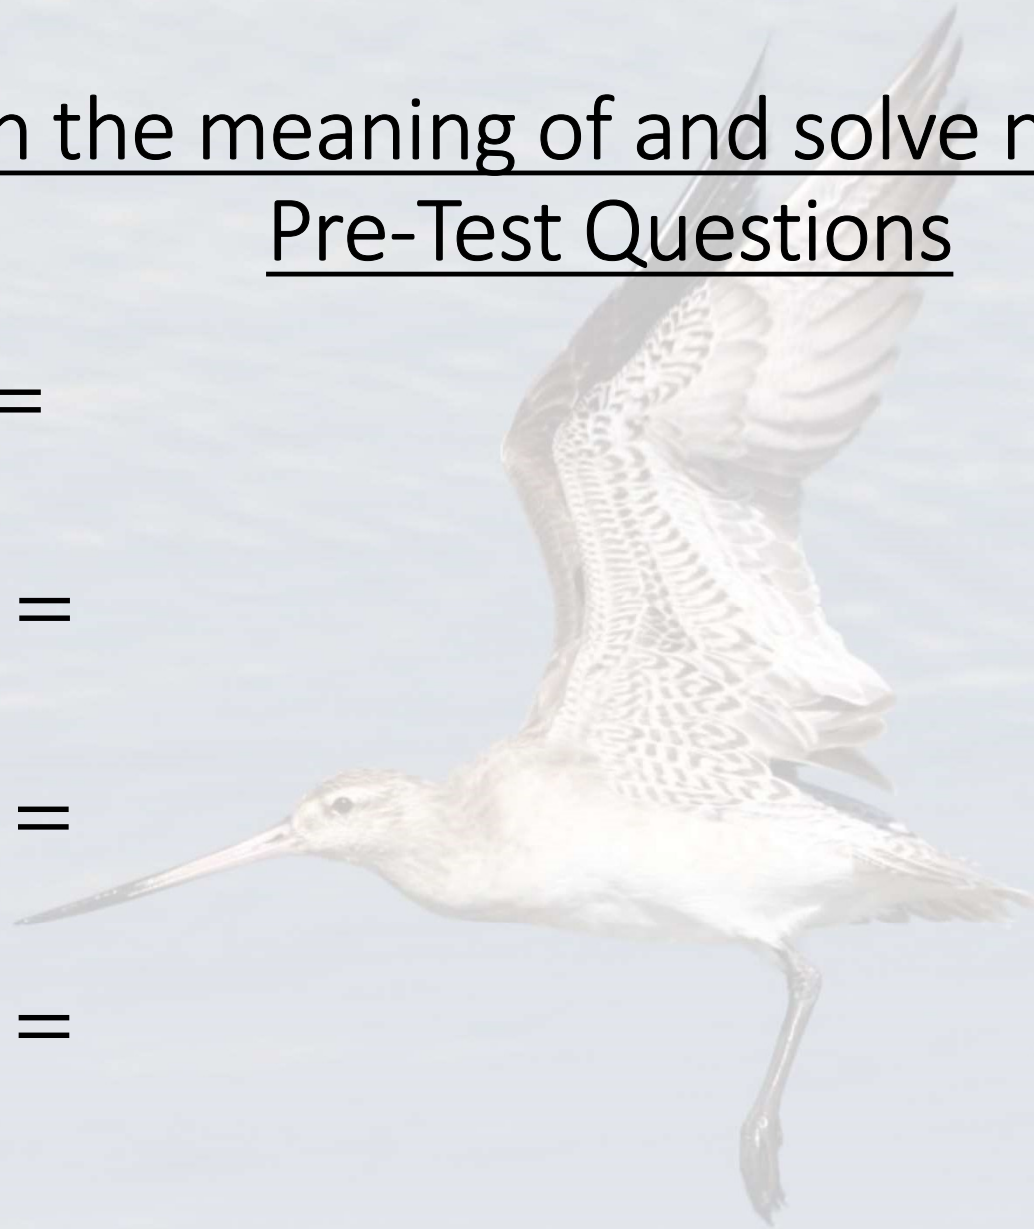 the meaning of and solve
Pre-Test Questions
=
=
=
=